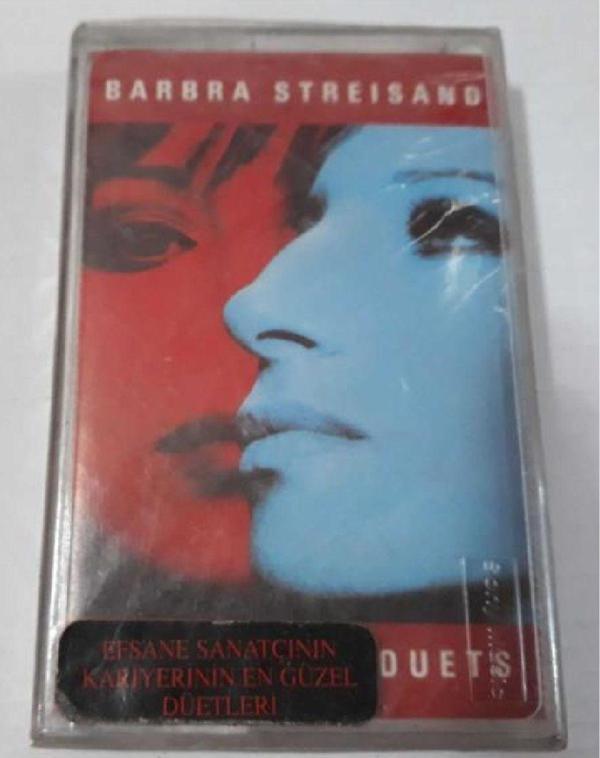 BARBRA STREISAND
DUETS
EFSANE SANATÇININ
KARİYERİNİN EN GÜZEL
DÜETLERİ